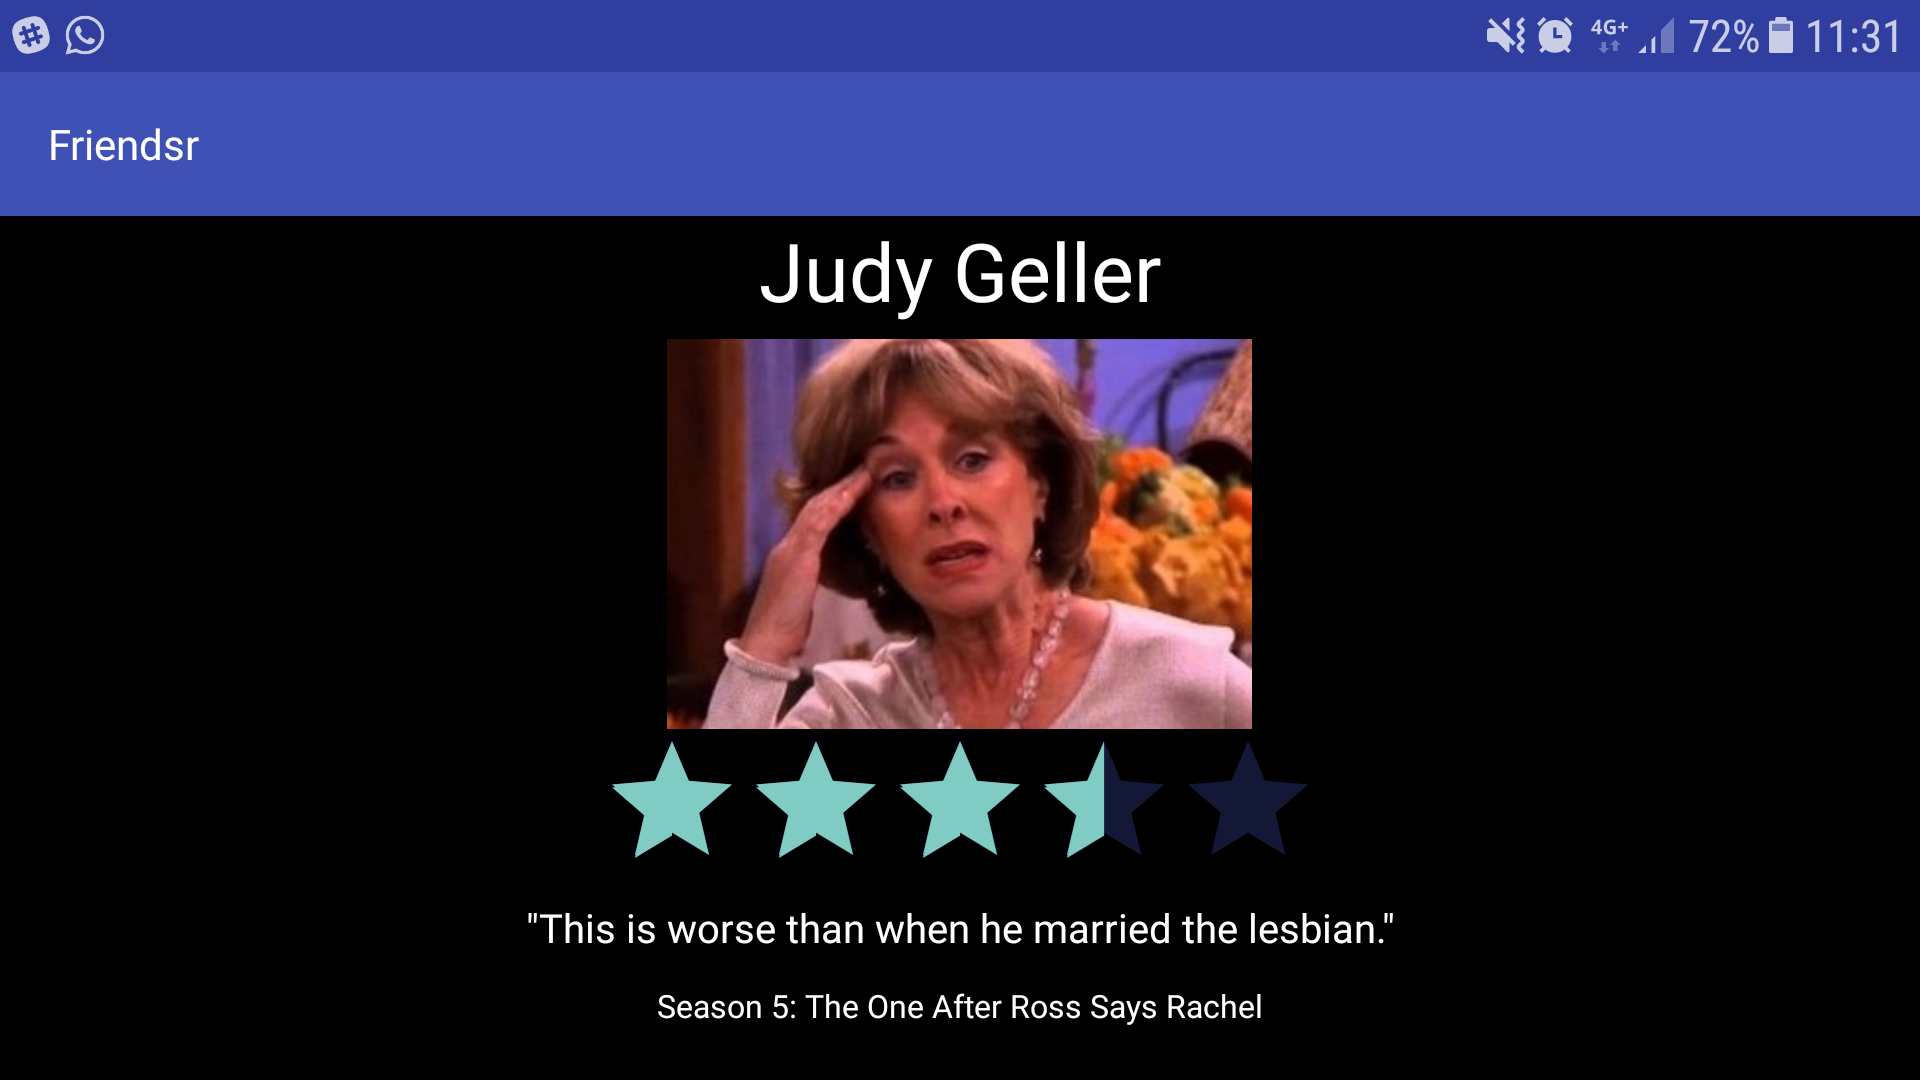 4G+ 72% 11:31
Friendsr
Judy Geller
"This is worse than when he married the lesbian."
Season 5: The One After Ross Says Rachel